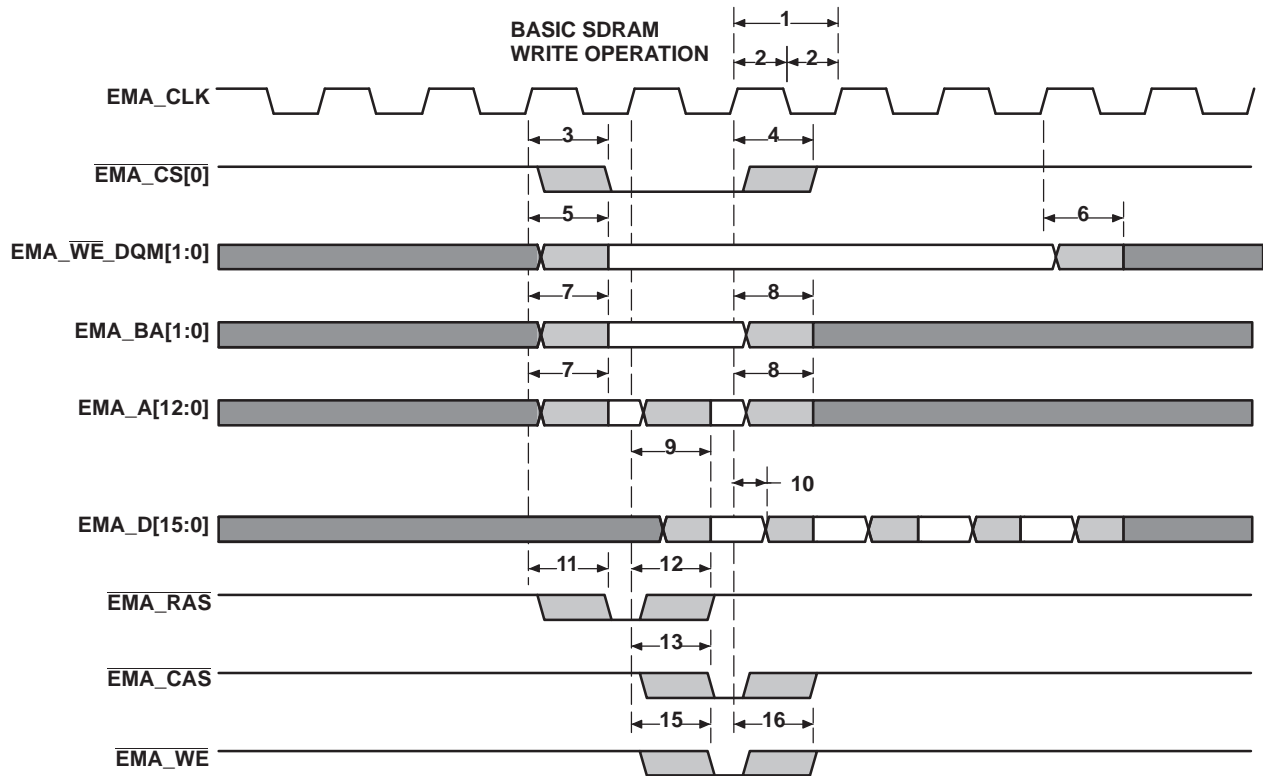 1
BASIC SDRAM
WRITE OPERATION
2 2
EMA_CLK
3 4
EMA_CS[0]
5 6
EMA_WE_DQM[1:0]
7 8
EMA_BA[1:0]
7 8
EMA_A[12:0]
9
10
EMA_D[15:0]
11 12
EMA_RAS
13
EMA_CAS
15 16
EMA_WE